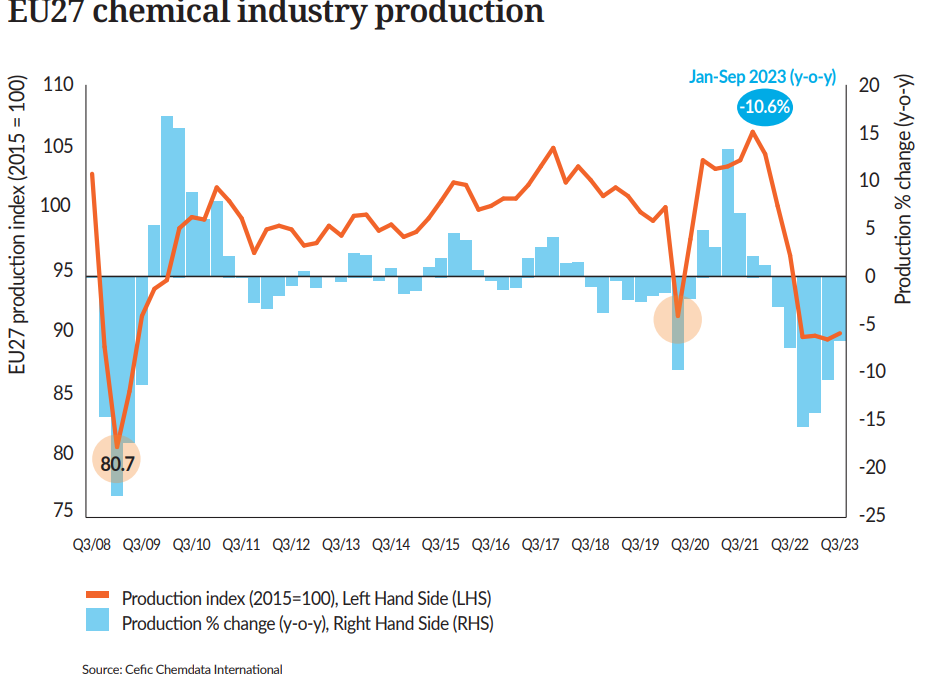 EU27 chemical industry production
Jan-Sep 2023 (y-o-y)
-10.6%
EU27 production index (2015 = 100)
110
105
100
95
90
85
80
75
Production % change (y-o-y)
20
15
10
5
0
-5
-10
-15
-20
-25
80.7
Q3/08 Q3/09 Q3/10 Q3/11 Q3/12 Q3/13 Q3/14 Q3/15 Q3/16 Q3/17 Q3/18 Q3/19 Q3/20 Q3/21 Q3/22 Q3/23
Production index (2015=100), Left Hand Side (LHS)
Production % change (y-o-y), Right Hand Side (RHS)
Source: Cefic Chemdata International